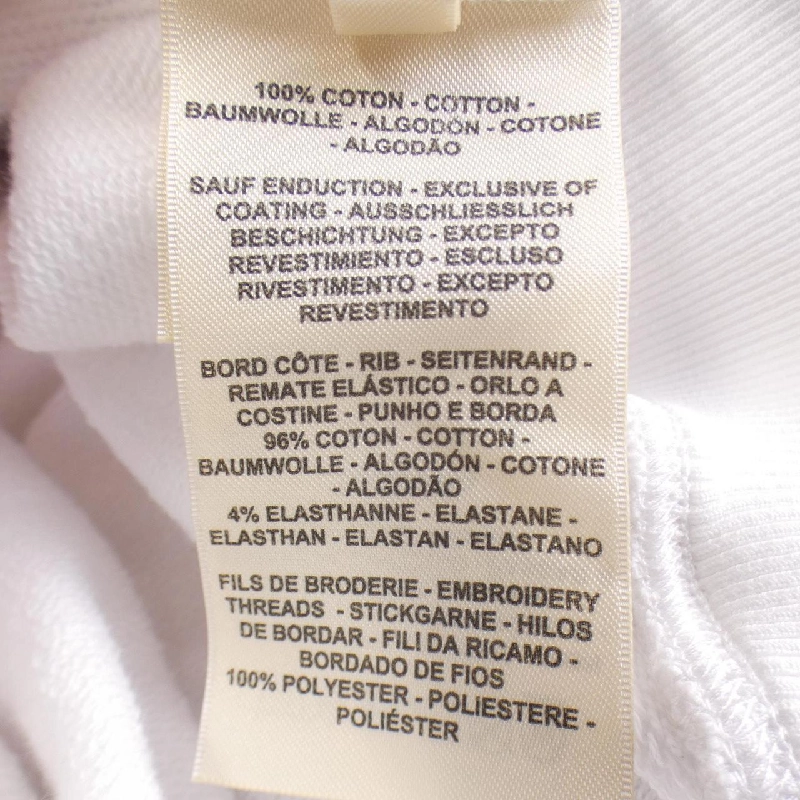 100% COTON - COTTON -
BAUMWOLLE - ALGODÓN - COTONE
- ALGODÃO
SAUF ENDUCTION - EXCLUSIVE OF
COATING - AUSSCHLIESSLICH
BESCHICHTUNG - EXCEPTO
REVESTIMIENTO - ESCLUSO
RIVESTIMENTO - EXCEPTO
REVESTIMENTO
BORD CÔTE - RIB - SEITENRAND -
REMATE ELÁSTICO - ORLO A
COSTINE - PUNHO E BORDA
96% COTON - COTTON -
BAUMWOLLE - ALGODÓN - COTONE
- ALGODÃO
4% ELASTHANNE - ELASTANE -
ELASTHAN - ELASTAN - ELASTANO
FILS DE BRODERIE - EMBROIDERY
THREADS - STICKGARNE - HILOS
DE BORDAR - FILI DA RICAMO -
BORDADO DE FIOS
100% POLYESTER - POLIESTERE -
POLIÉSTER